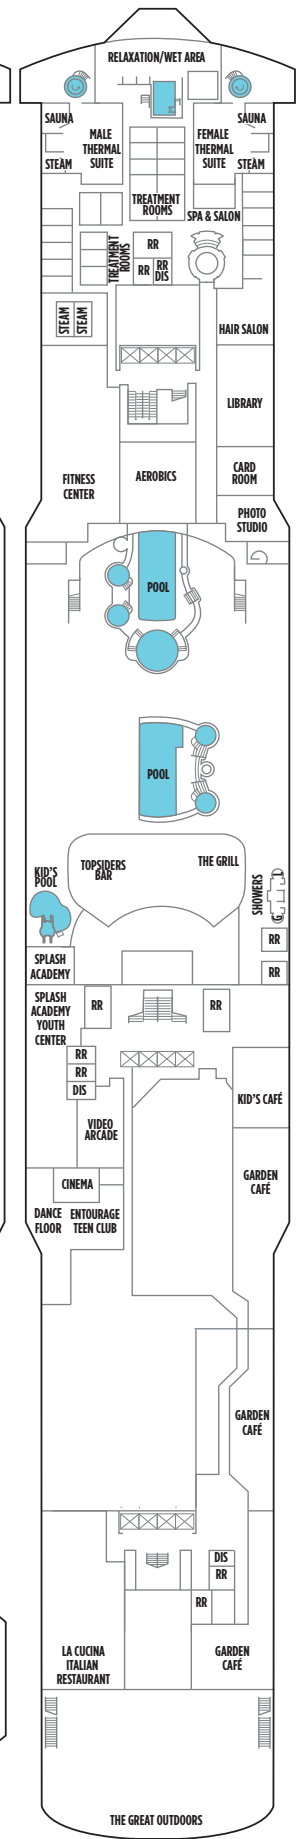 RELAXATION/WET AREA
SAUNA
MALE
THERMAL
SUITE
STEAM
FEMALE
THERMAL
SUITE
SAUNA
STEAM
TREATMENT
ROOMS
SPA & SALON
TREATMENT
ROOMS
RR
RR
RR
DIS
STEAM
STEAM
HAIR SALON
LIBRARY
FITNESS
CENTER
AEROBICS
CARD
ROOM
PHOTO
STUDIO
POOL
POOL
TOPSIDERS
BAR
THE GRILL
KID'S
POOL
SHOWERS
L
G
RR
RR
SPLASH
ACADEMY
SPLASH
ACADEMY
YOUTH
CENTER
RR
RR
RR
RR
DIS
KID'S CAFÉ
VIDEO
ARCADE
GARDEN
CAFÉ
CINEMA
DANCE
FLOOR
ENTOURAGE
TEEN CLUB
GARDEN
CAFÉ
DIS
RR
RR
LA CUCINA
ITALIAN
RESTAURANT
GARDEN
CAFÉ
THE GREAT OUTDOORS